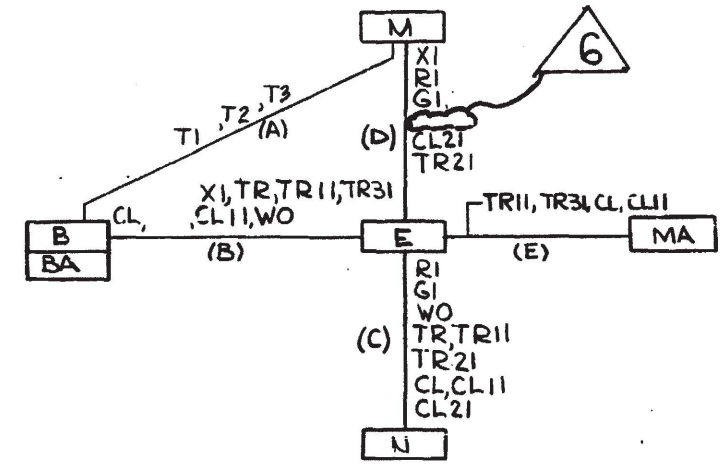 M
6
X1
R1
G1
T1 ,T2 ,T3
(A)
(D)
CL21
TR21
X1,TR,TR11,TR31
CL, ,CL11,WO
TR11,TR31,CL,CL11
B
E
MA
(B)
(E)
BA
R1
G1
WO
(C)
TR,TR11
TR21
CL,CL11
CL21
N